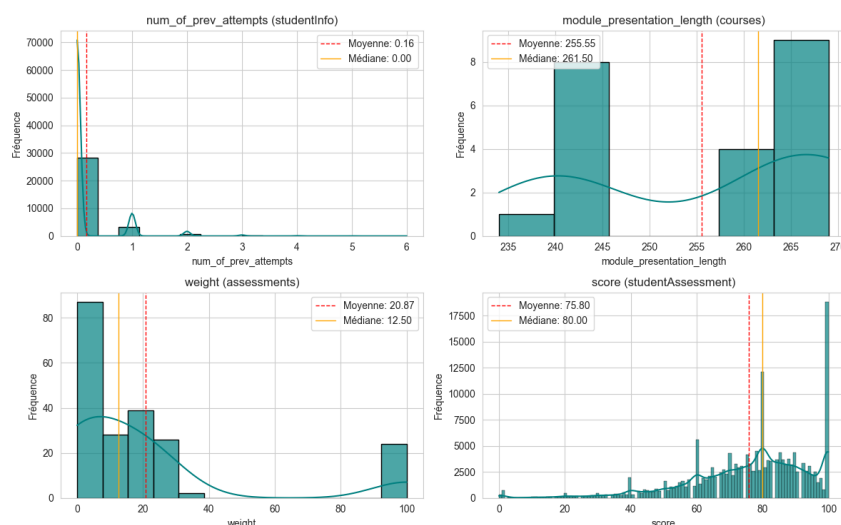 num_of_prev_attempts (studentInfo)
70000
60000
50000
40000
30000
20000
10000
0
Fréquence
Moyenne: 0.16
Médiane: 0.00
0 1 2 3 4 5 6
num_of_prev_attempts
module_presentation_length (courses)
8
6
4
2
0
Fréquence
Moyenne: 255.55
Médiane: 261.50
235 240 245 250 255 260 265 270
module_presentation_length
weight (assessments)
80
60
40
20
0
Fréquence
Moyenne: 20.87
Médiane: 12.50
0 20 40 60 80 100
weight
score (studentAssessment)
17500
15000
12500
10000
7500
5000
2500
0
Fréquence
Moyenne: 75.80
Médiane: 80.00
0 20 40 60 80 100
score